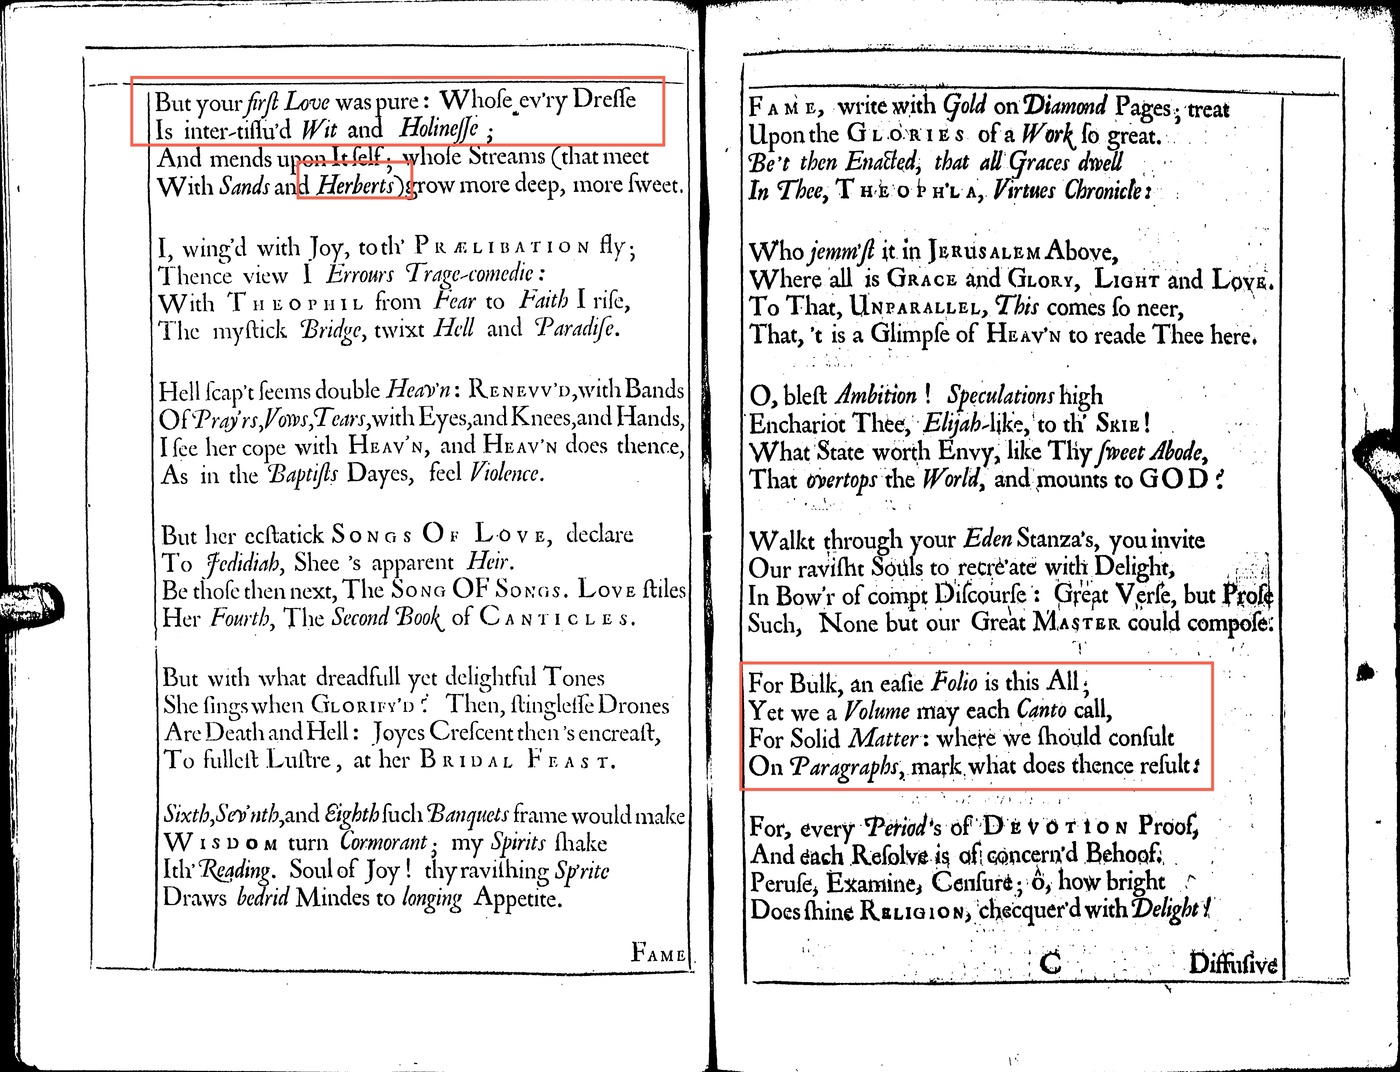 But your firſt Love was pure: Whoſe ev'ry Dreſſe
Is inter-tiſſu'd Wit and Holineſſe ;
And mends upon It ſelf; whoſe Streams (that meet
With Sands and Herberts) grow more deep, more ſweet.
I, wing'd with Joy, to th' PRÆLIBATION fly;
Thence view I Errours Trage-comedie :
With THEOPHIL from Fear to Faith I riſe,
The myſtick Bridge, twixt Hell and Paradiſe.
Hell ſcap't ſeems double Heav'n: RENEVV'D, with Bands
Of Pray'rs, Vows, Tears, with Eyes, and Knees, and Hands,
I ſee her cope with HEAV'N, and HEAV'N does thence,
As in the Baptiſts Dayes, feel Violence.
But her ecſtatick SONGS OF LOVE, declare
To Jedidiah, Shee 's apparent Heir.
Be thoſe then next, The SONG OF SONGS. LOVE ſtiles
Her Fourth, The Second Book of CANTICLES.
But with what dreadfull yet delightful Tones
She ſings when GLORIFY'D ? Then, ſtingleſſe Drones
Are Death and Hell: Joyes Creſcent then 's encreaſt,
To fulleſt Luſtre, at her BRIDAL FEAST.
Sixth, Sev'nth, and Eighth ſuch Banquets frame would make
WISDOM turn Cormorant; my Spirits ſhake
Ith' Reading. Soul of Joy! thy raviſhing Sp'rite
Draws bedrid Mindes to longing Appetite.
FAME
FAME, write with Gold on Diamond Pages; treat
Upon the GLORIES of a Work ſo great.
Be't then Enacted, that all Graces dwell
In Thee, THEOPH'LA, Virtues Chronicle:
Who jemm'ſt it in JERUSALEM Above,
Where all is GRACE and GLORY, LIGHT and LOVE.
To That, UNPARALLEL, This comes ſo neer,
That, 't is a Glimpſe of HEAV'N to reade Thee here.
O, bleſt Ambition ! Speculations high
Enchariot Thee, Elijah-like, to th' SKIE !
What State worth Envy, like Thy ſweet Abode,
That overtops the World, and mounts to GOD ?
Walkt through your Eden Stanza's, you invite
Our raviſht Souls to recre'ate with Delight,
In Bow'r of compt Diſcourſe : Great Verſe, but Proſe
Such, None but our Great MASTER could compoſe.
For Bulk, an eaſie Folio is this All;
Yet we a Volume may each Canto call,
For Solid Matter: where we ſhould conſult
On Paragraphs, mark what does thence reſult:
For, every Period's of DEVOTION Proof,
And each Reſolve is of concern'd Behoof.
Peruſe, Examine, Cenſure; ô, how bright
Does ſhine RELIGION, checquer'd with Delight !
C
Diffuſive